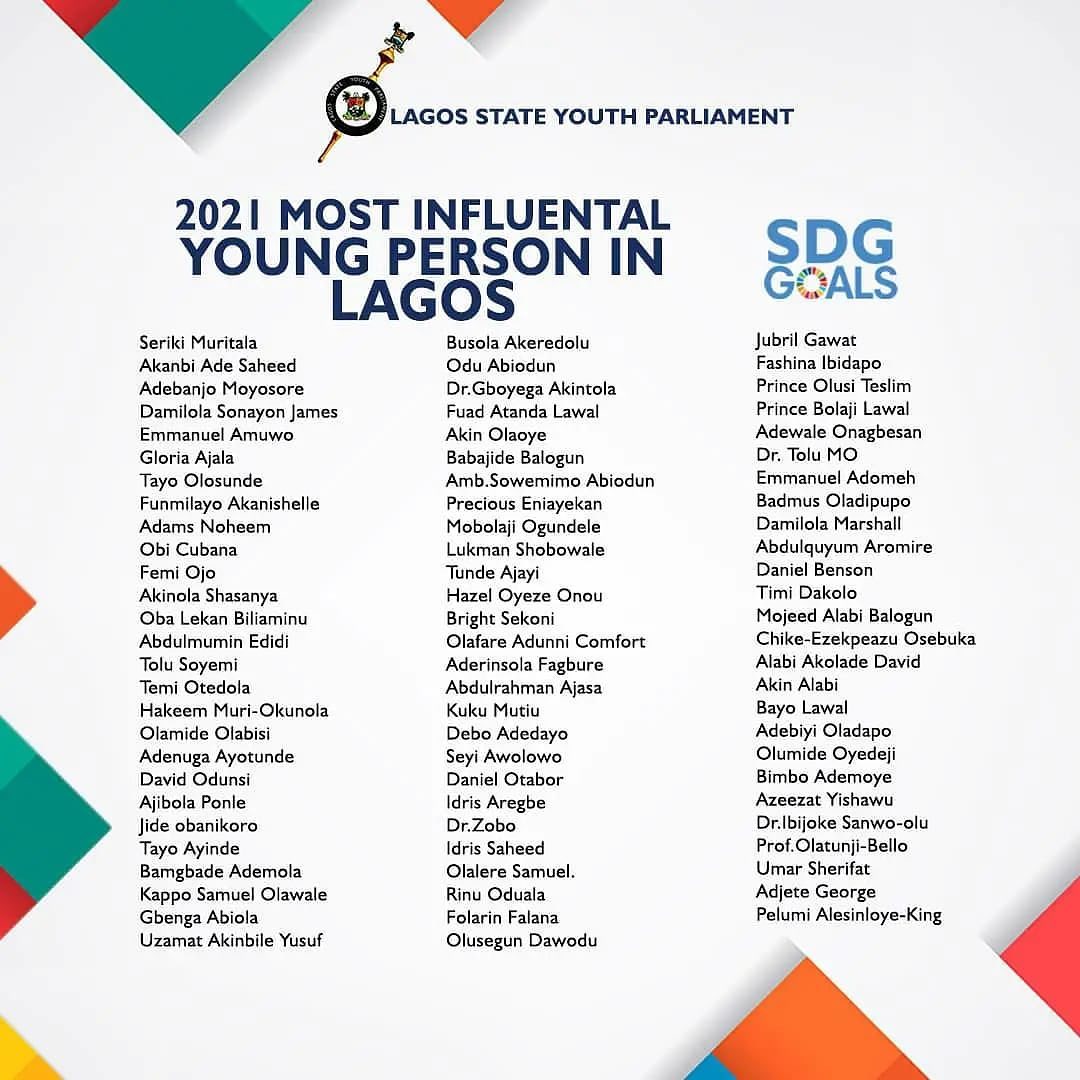 LAGOS STATE YOUTH PARLIAMENT
LAGOS STATE YOUTH PARLIAMENT
2021 MOST INFLUENTAL
YOUNG PERSON IN
LAGOS
SDG
GOALS
Seriki Muritala
Akanbi Ade Saheed
Adebanjo Moyosore
Damilola Sonayon James
Emmanuel Amuwo
Gloria Ajala
Tayo Olosunde
Funmilayo Akanishelle
Adams Noheem
Obi Cubana
Femi Ojo
Akinola Shasanya
Oba Lekan Biliaminu
Abdulmumin Edidi
Tolu Soyemi
Temi Otedola
Hakeem Muri-Okunola
Olamide Olabisi
Adenuga Ayotunde
David Odunsi
Ajibola Ponle
Jide obanikoro
Tayo Ayinde
Bamgbade Ademola
Kappo Samuel Olawale
Gbenga Abiola
Uzamat Akinbile Yusuf
Busola Akeredolu
Odu Abiodun
Dr.Gboyega Akintola
Fuad Atanda Lawal
Akin Olaoye
Babajide Balogun
Amb.Sowemimo Abiodun
Precious Eniayekan
Mobolaji Ogundele
Lukman Shobowale
Tunde Ajayi
Hazel Oyeze Onou
Bright Sekoni
Olafare Adunni Comfort
Aderinsola Fagbure
Abdulrahman Ajasa
Kuku Mutiu
Debo Adedayo
Seyi Awolowo
Daniel Otabor
Idris Aregbe
Dr.Zobo
Idris Saheed
Olalere Samuel.
Rinu Oduala
Folarin Falana
Olusegun Dawodu
Jubril Gawat
Fashina Ibidapo
Prince Olusi Teslim
Prince Bolaji Lawal
Adewale Onagbesan
Dr. Tolu MO
Emmanuel Adomeh
Badmus Oladipupo
Damilola Marshall
Abdulquyum Aromire
Daniel Benson
Timi Dakolo
Mojeed Alabi Balogun
Chike-Ezekpeazu Osebuka
Alabi Akolade David
Akin Alabi
Bayo Lawal
Adebiyi Oladapo
Olumide Oyedeji
Bimbo Ademoye
Azeezat Yishawu
Dr.Ibijoke Sanwo-olu
Prof.Olatunji-Bello
Umar Sherifat
Adjete George
Pelumi Alesinloye-King